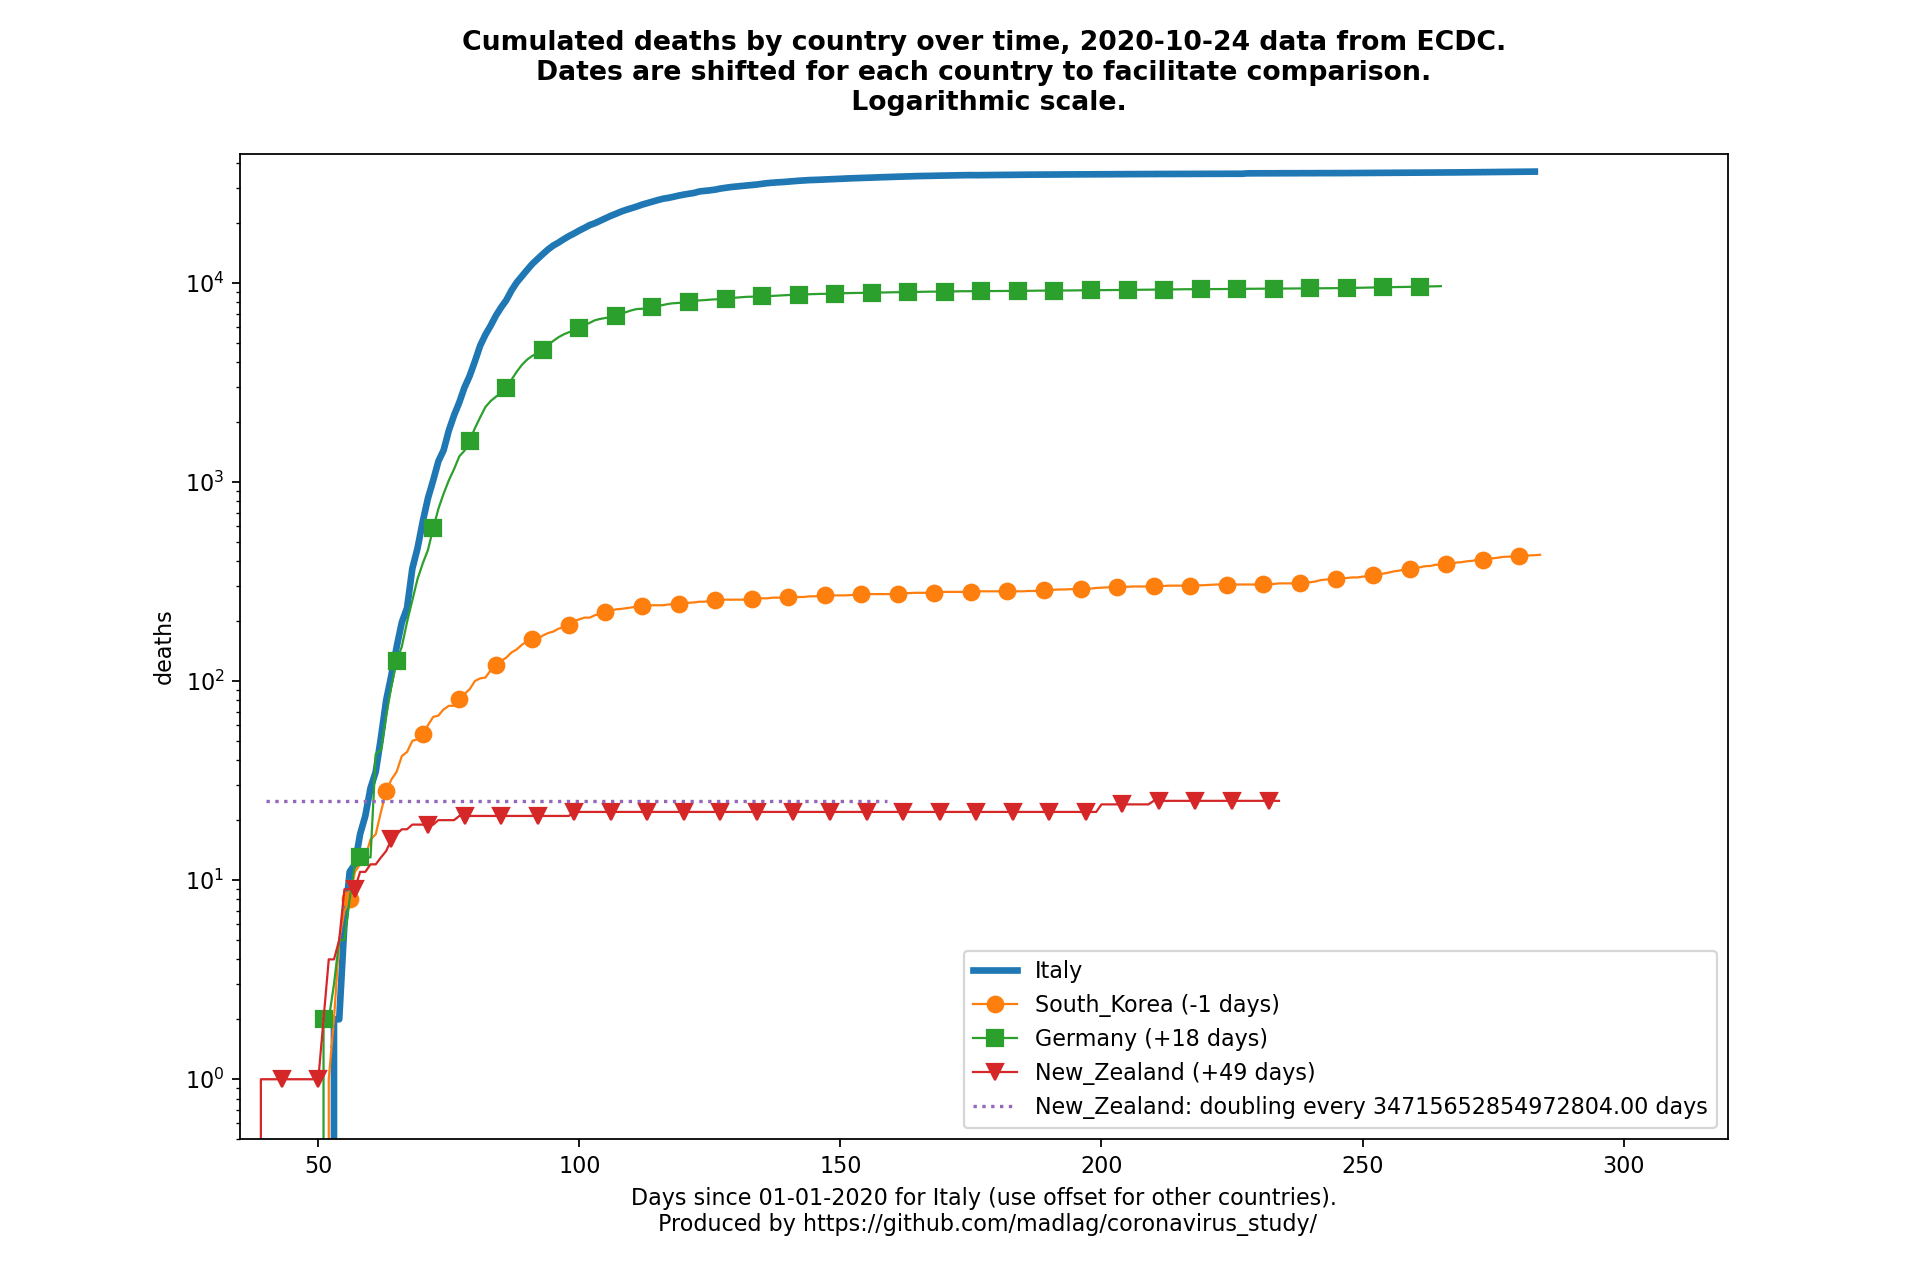 Cumulated deaths by country over time, 2020-10-24 data from ECDC.
Dates are shifted for each country to facilitate comparison.
Logarithmic scale.
10^4
10^3
10^2
10^1
10^0
deaths
Italy
South_Korea (-1 days)
Germany (+18 days)
New_Zealand (+49 days)
New_Zealand: doubling every 34715652854972804.00 days
50 100 150 200 250 300
Days since 01-01-2020 for Italy (use offset for other countries).
Produced by https://github.com/madlag/coronavirus_study/